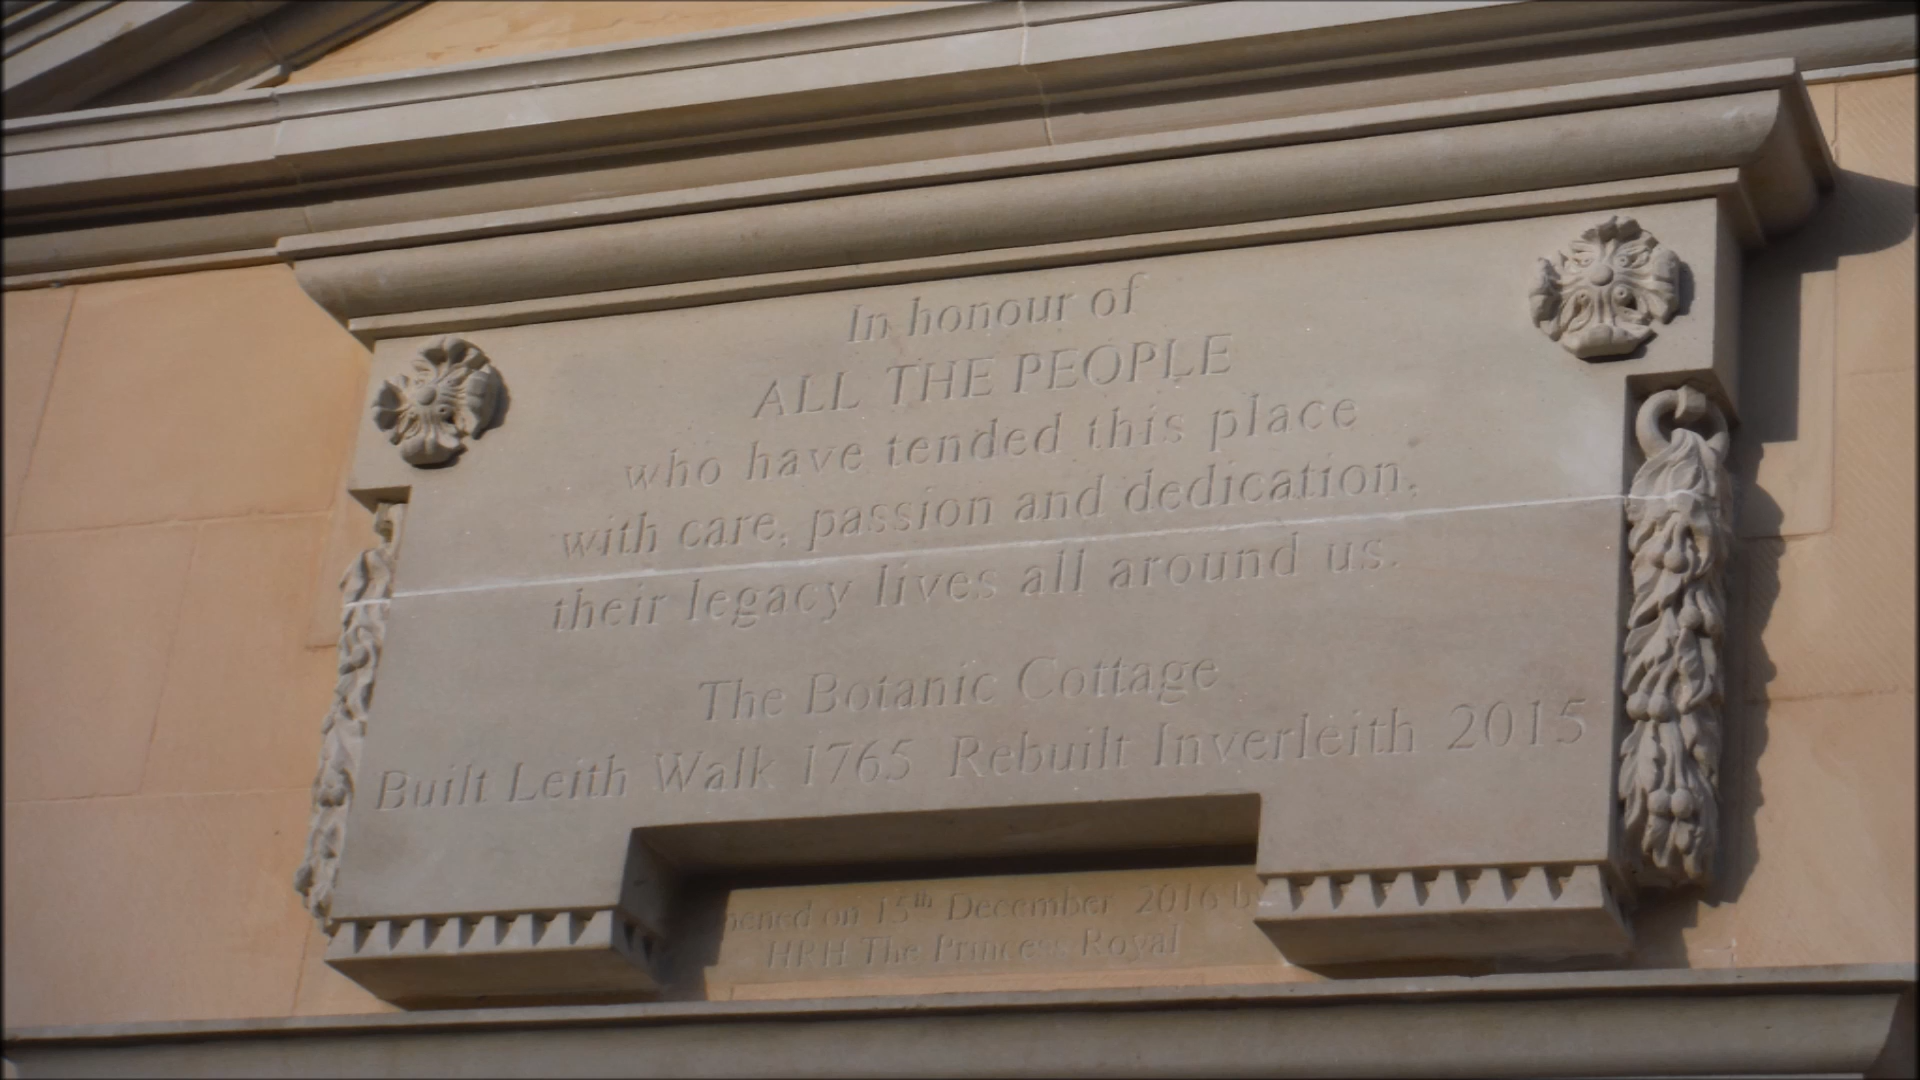 In honour of
ALL THE PEOPLE
who have tended this place
with care, passion and dedication,
their legacy lives all around us.
The Botanic Cottage
Built Leith Walk 1765 Rebuilt Inverleith 2015
on 15th December 2016
HRH The Princess Royal